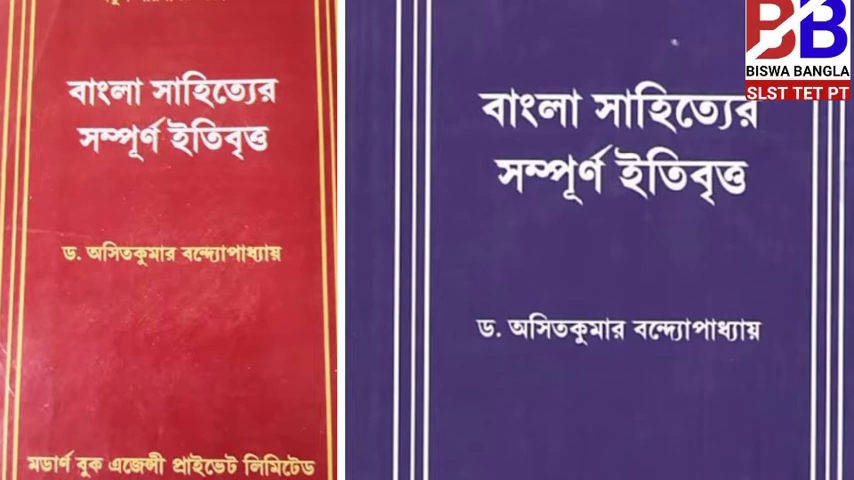 বাংলা সাহিত্যের
সম্পূর্ণ ইতিবৃত্ত
ড. অসিতকুমার বন্দ্যোপাধ্যায়
মডার্ণ বুক এজেন্সী প্রাইভেট লিমিটেড
বাংলা সাহিত্যের
সম্পূর্ণ ইতিবৃত্ত
ড. অসিতকুমার বন্দ্যোপাধ্যায়
BB
BISWA BANGLA
SLST TET PT